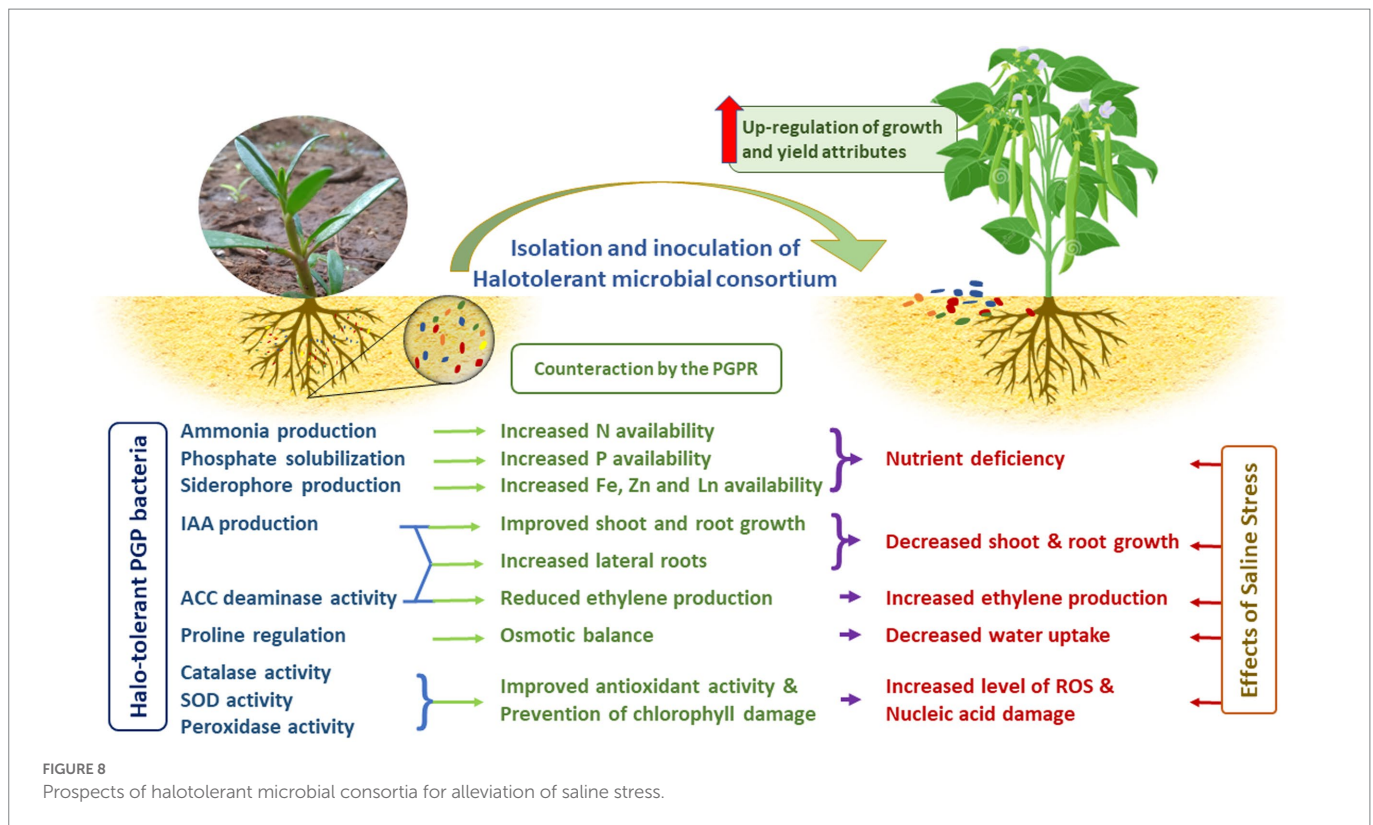 Up-regulation of growth
and yield attributes
Isolation and inoculation of
Halotolerant microbial consortium
Counteraction by the PGPR
Halo-tolerant PGP bacteria
Ammonia production
Phosphate solubilization
Siderophore production
IAA production
ACC deaminase activity
Proline regulation
Catalase activity
SOD activity
Peroxidase activity
Increased N availability
Increased P availability
Increased Fe, Zn and Ln availability
Improved shoot and root growth
Increased lateral roots
Reduced ethylene production
Osmotic balance
Improved antioxidant activity &
Prevention of chlorophyll damage
Nutrient deficiency
Decreased shoot & root growth
Increased ethylene production
Decreased water uptake
Increased level of ROS &
Nucleic acid damage
Effects of Saline Stress
FIGURE 8
Prospects of halotolerant microbial consortia for alleviation of saline stress.